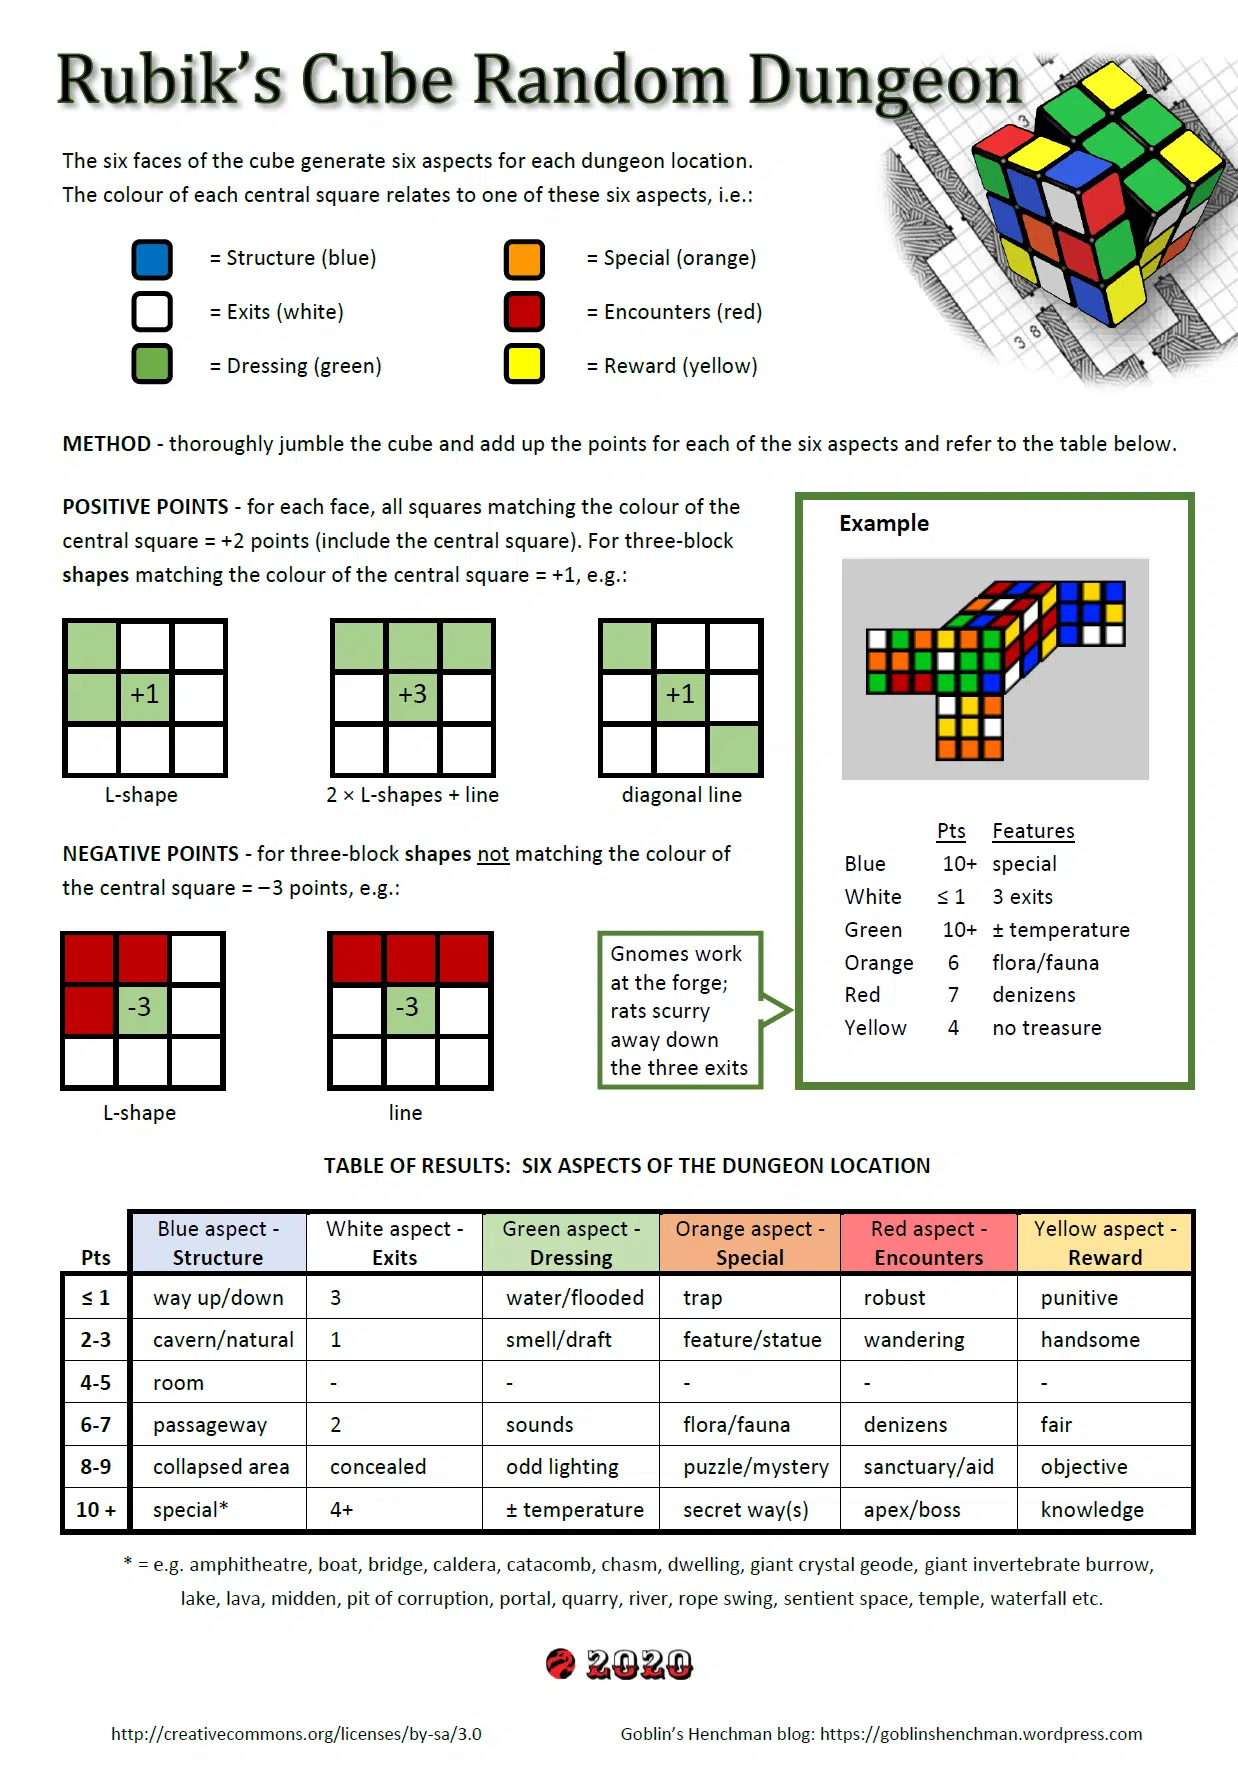 Rubik's Cube Random Dungeon
The six faces of the cube generate six aspects for each dungeon location.
The colour of each central square relates to one of these six aspects, i.e.:
= Structure (blue)
= Special (orange)
= Exits (white)
= Encounters (red)
= Dressing (green)
= Reward (yellow)
3
3 8
METHOD - thoroughly jumble the cube and add up the points for each of the six aspects and refer to the table below.
POSITIVE POINTS - for each face, all squares matching the colour of the
central square = +2 points (include the central square). For three-block
shapes matching the colour of the central square = +1, e.g.:
+1
+3
+1
L-shape
2 × L-shapes + line
diagonal line
NEGATIVE POINTS - for three-block shapes not matching the colour of
the central square = −3 points, e.g.:
-3
-3
L-shape
line
Gnomes work
at the forge;
rats scurry
away down
the three exits
Example
Pts Features
Blue 10+ special
White ≤ 1 3 exits
Green 10+ ± temperature
Orange 6 flora/fauna
Red 7 denizens
Yellow 4 no treasure
TABLE OF RESULTS: SIX ASPECTS OF THE DUNGEON LOCATION
Blue aspect - White aspect - Green aspect - Orange aspect - Red aspect - Yellow aspect -
Pts Structure Exits Dressing Special Encounters Reward
≤ 1 way up/down 3 water/flooded trap robust punitive
2-3 cavern/natural 1 smell/draft feature/statue wandering handsome
4-5 room - - - - -
6-7 passageway 2 sounds flora/fauna denizens fair
8-9 collapsed area concealed odd lighting puzzle/mystery sanctuary/aid objective
10 + special* 4+ ± temperature secret way(s) apex/boss knowledge
* = e.g. amphitheatre, boat, bridge, caldera, catacomb, chasm, dwelling, giant crystal geode, giant invertebrate burrow,
lake, lava, midden, pit of corruption, portal, quarry, river, rope swing, sentient space, temple, waterfall etc.
2020
http://creativecommons.org/licenses/by-sa/3.0
Goblin's Henchman blog: https://goblinshenchman.wordpress.com